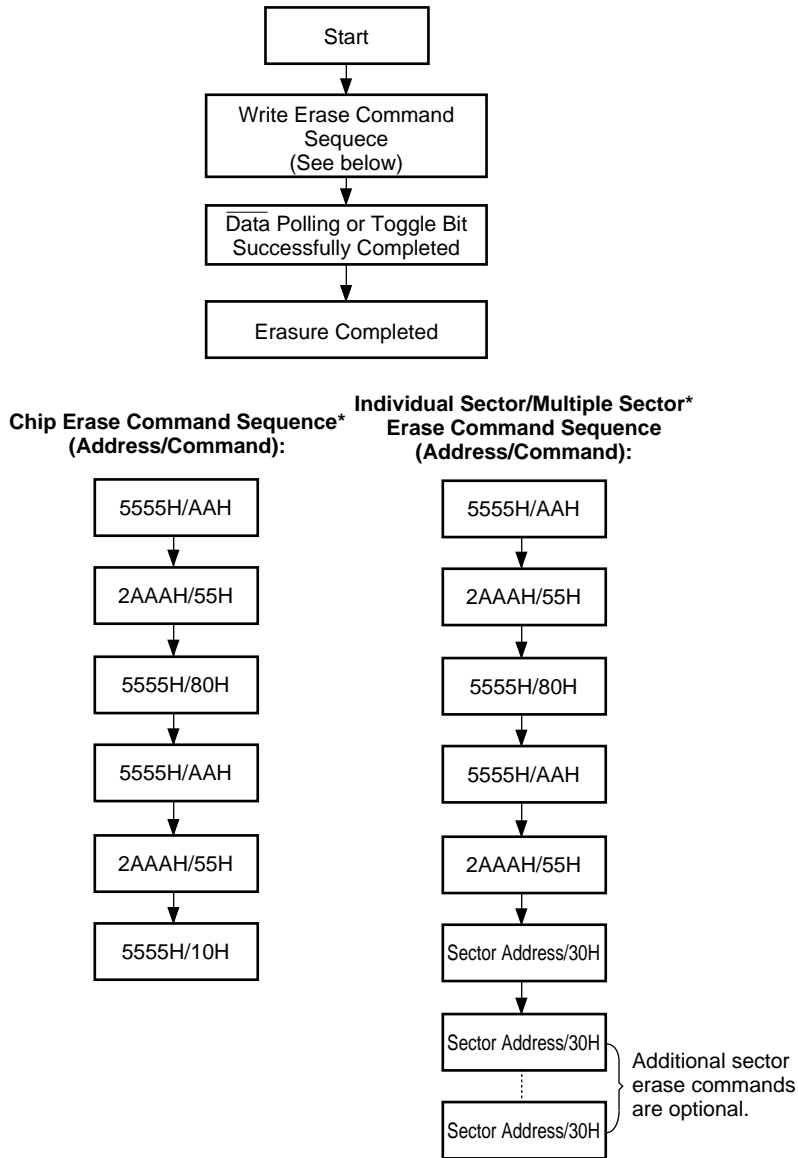 Start
Write Erase Command
Sequece
(See below)
Data Polling or Toggle Bit
Successfully Completed
Erasure Completed
Chip Erase Command Sequence*
(Address/Command):
5555H/AAH
2AAAH/55H
5555H/80H
5555H/AAH
2AAAH/55H
5555H/10H
Individual Sector/Multiple Sector*
Erase Command Sequence
(Address/Command):
5555H/AAH
2AAAH/55H
5555H/80H
5555H/AAH
2AAAH/55H
Sector Address/30H
Sector Address/30H
Sector Address/30H
Additional sector
erase commands
are optional.